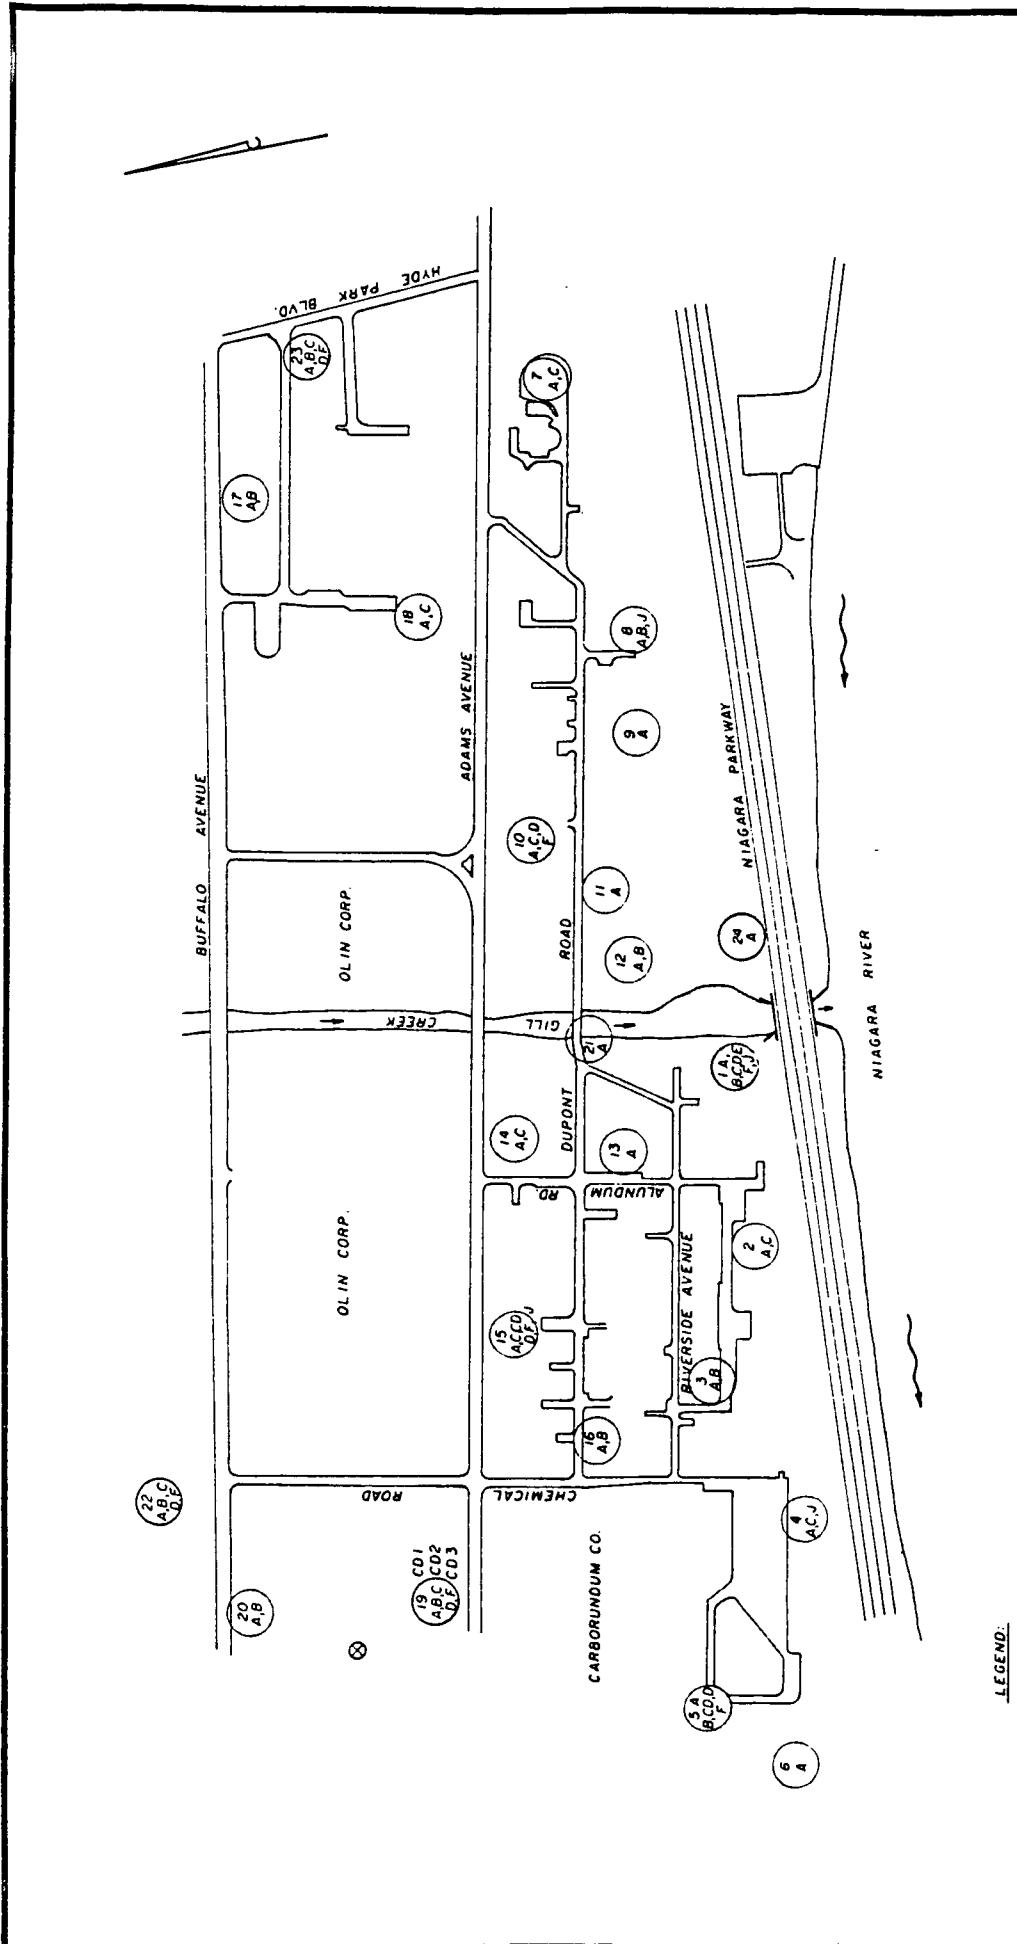 HYDE
PARK
BLVD.
23
A,B,C
D,F
7
A,C
17
A,B
18
A,C
8
A,B,J
9
A
ADAMS AVENUE
BUFFALO AVENUE
NIAGARA PARKWAY
10
A,C,D
F
11
A
12
A,B
24
A
OLIN CORP.
DUPONT ROAD
GILL CREEK
21
A
1 A,
B,C,D,E
F,J
NIAGARA RIVER
14
A,C
13
A
ALUNDUM RD.
OLIN CORP.
2
A,C
RIVERSIDE AVENUE
15
A,C,CD
D,F,J
3
A,B
16
A,B
CHEMICAL ROAD
22
A,B,C
D,F
4
A,C,J
19
A,B,C
D,F
CD1
CD2
CD3
20
A,B
CARBORUNDUM CO.
5 A
B,CD,D
F
6
A
LEGEND: